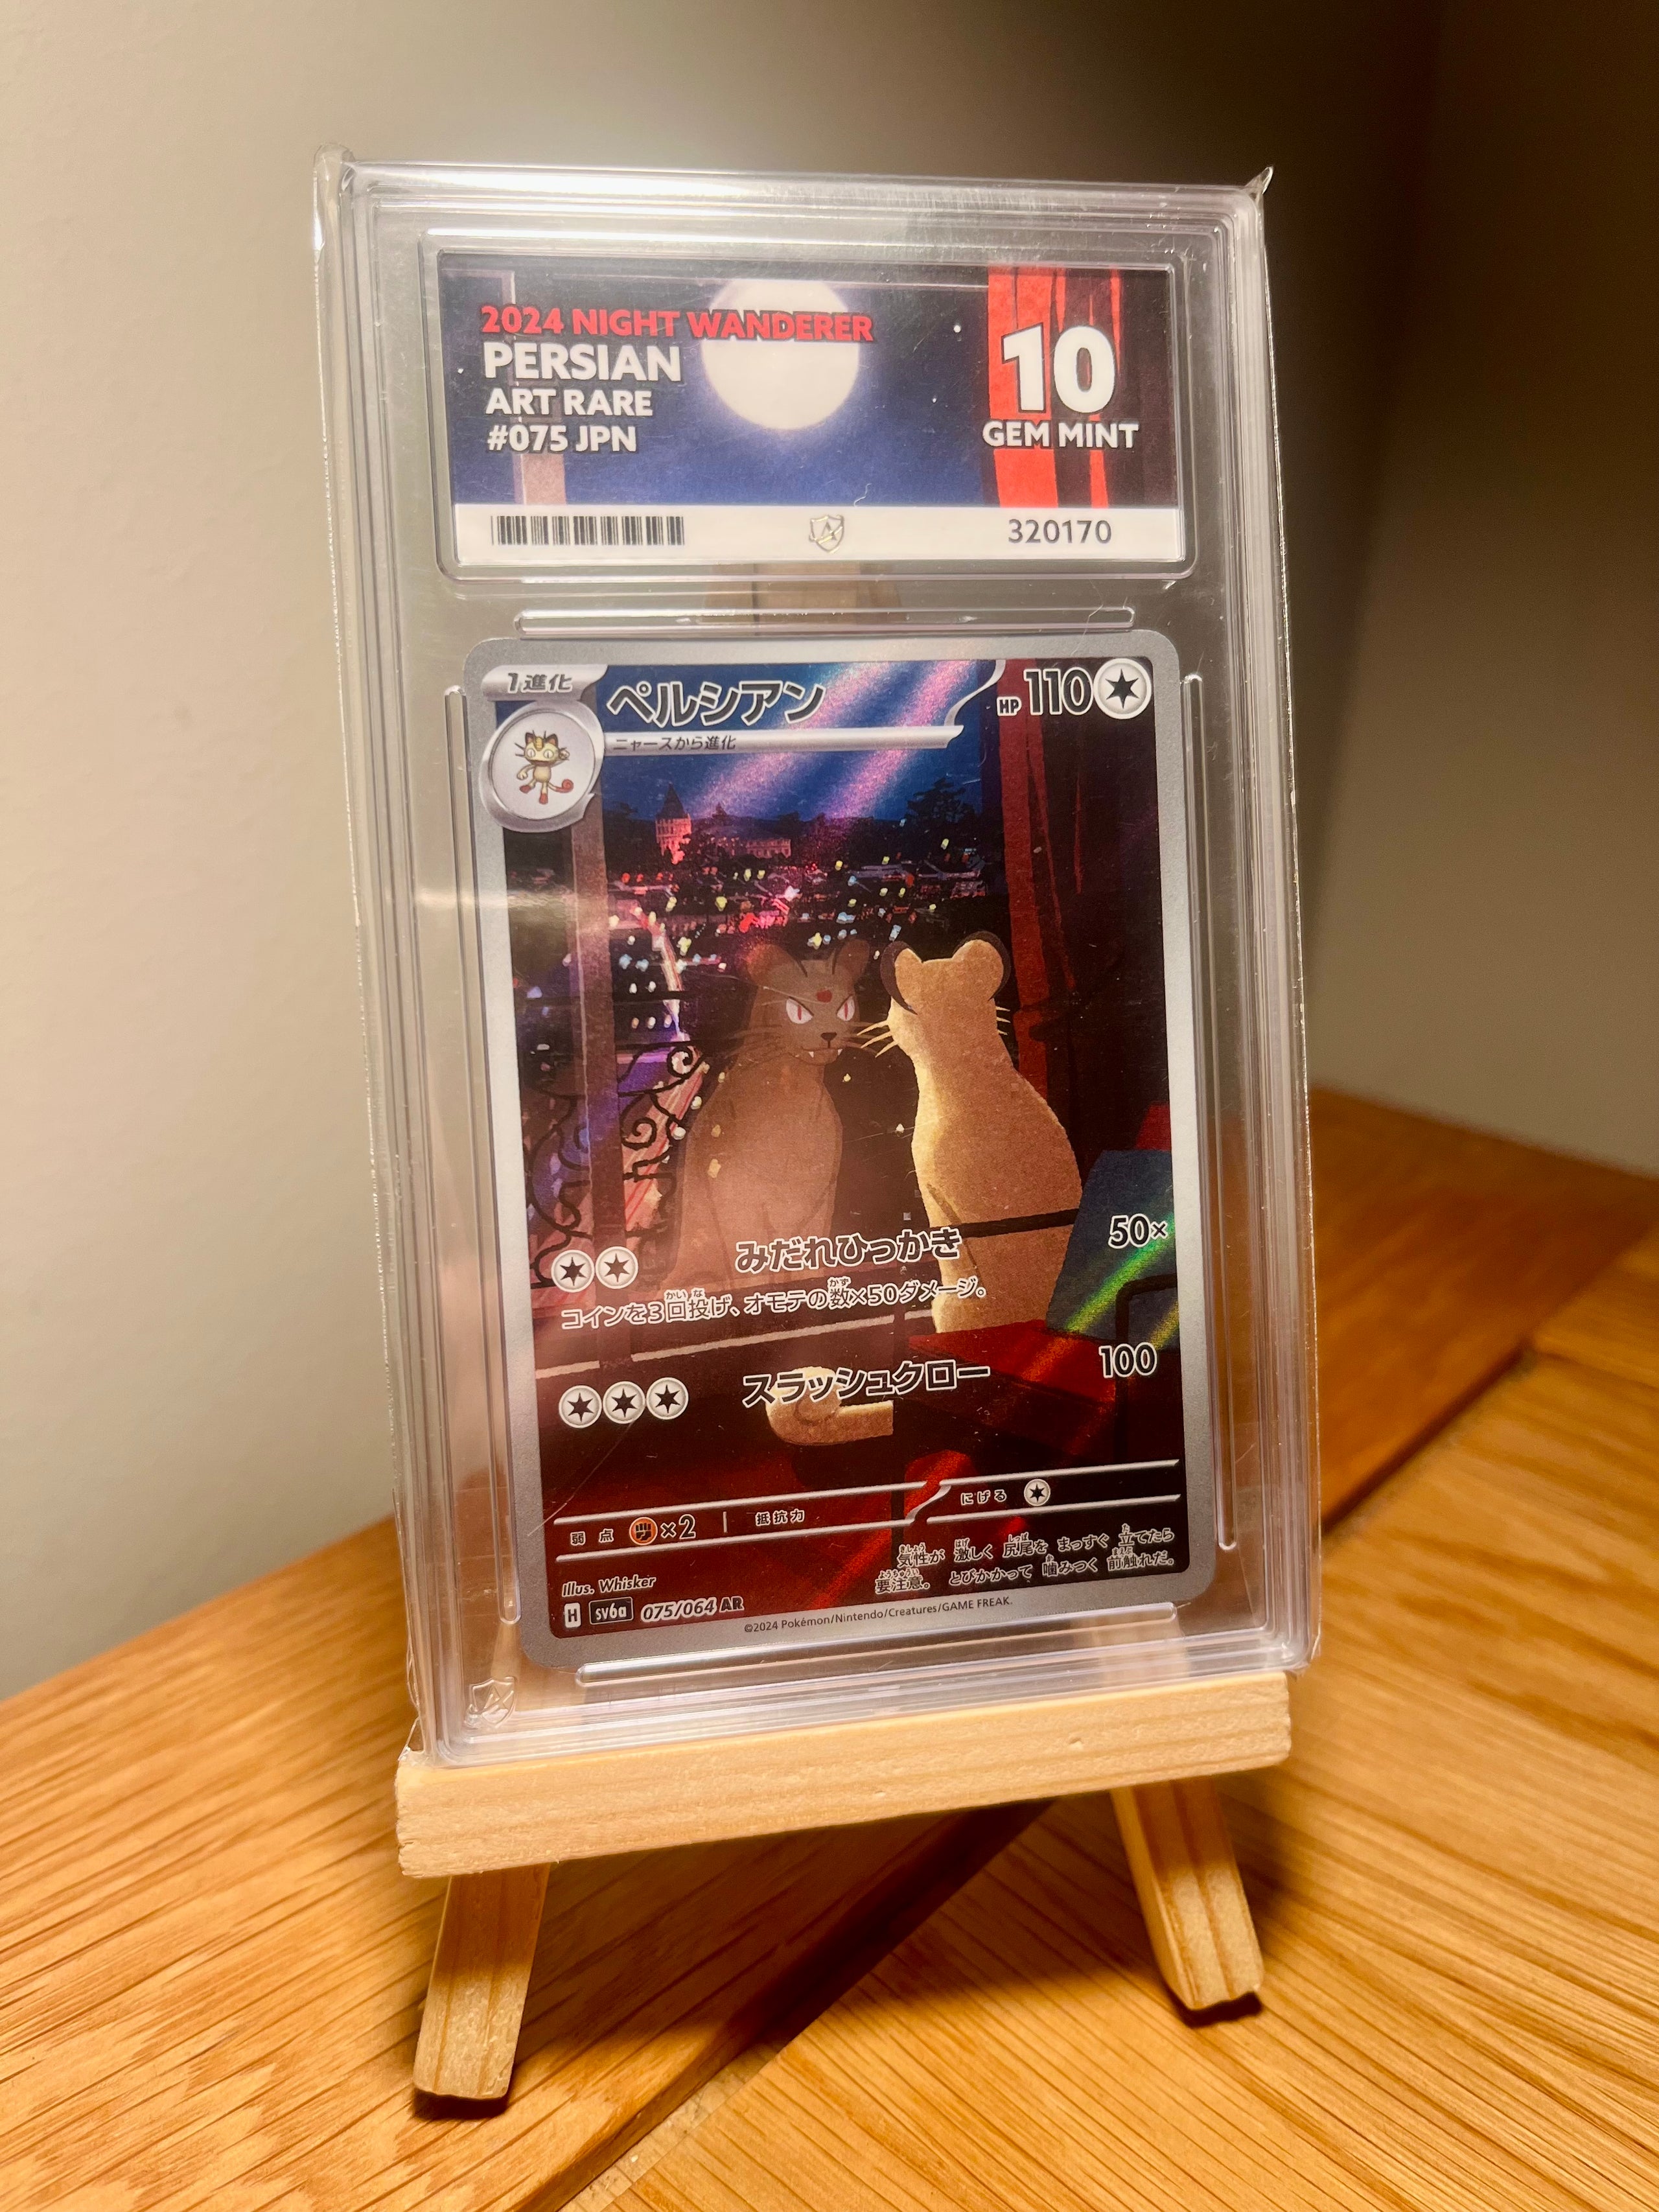 2024 NIGHT WANDERER
PERSIAN
ART RARE
#075 JPN
10
GEM MINT
320170
1進化
ペルシアン
HP 110
ニャースから進化
みだれひっかき 50×
コインを3回投げ、オモテの数×50ダメージ。
スラッシュクロー 100
弱点 ×2 抵抗力 にげる
気性が 激しく 尻尾を まっすぐ 立てたら
要注意。 とびかかって 噛みつく 前触れだ。
Illus. Whisker
H sv6a 075/064 AR
©2024 Pokémon/Nintendo/Creatures/GAME FREAK.